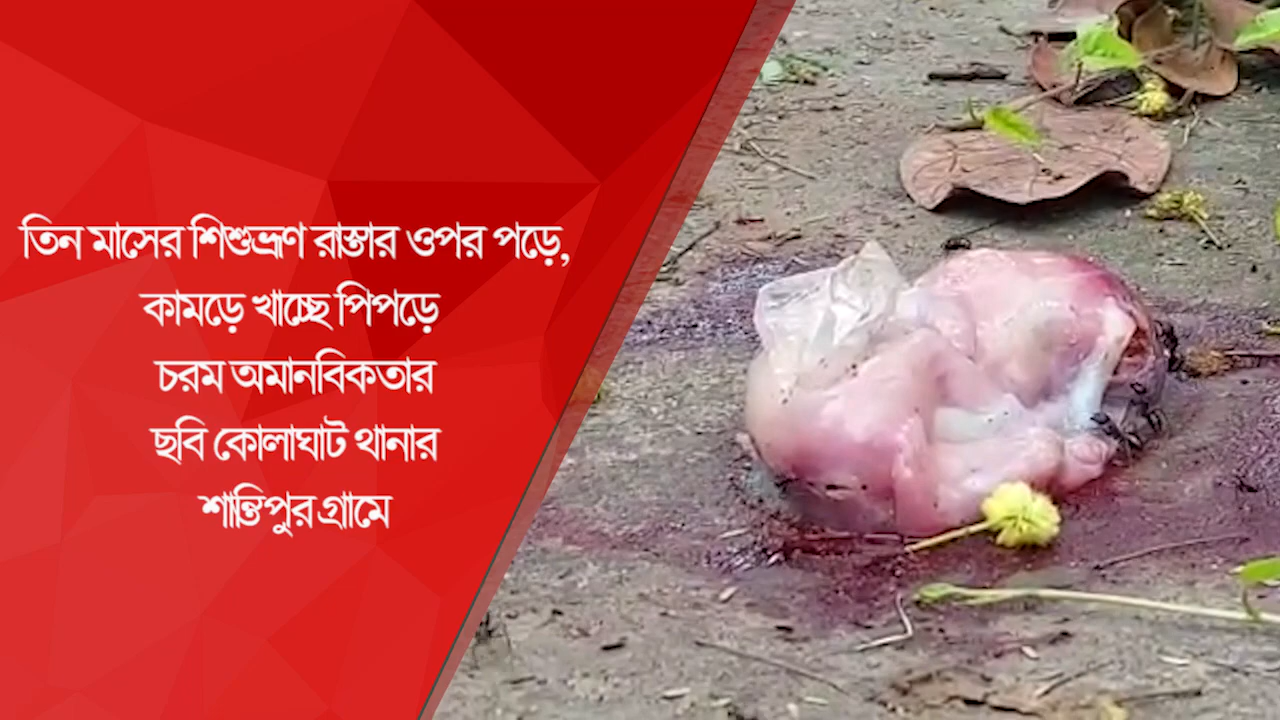 তিন মাসের শিশুভ্রূণ রাস্তার ওপর পড়ে,
কামড়ে খাচ্ছে পিপড়ে
চরম অমানবিকতার
ছবি কোলাঘাট থানার
শান্তিপুর গ্রামে